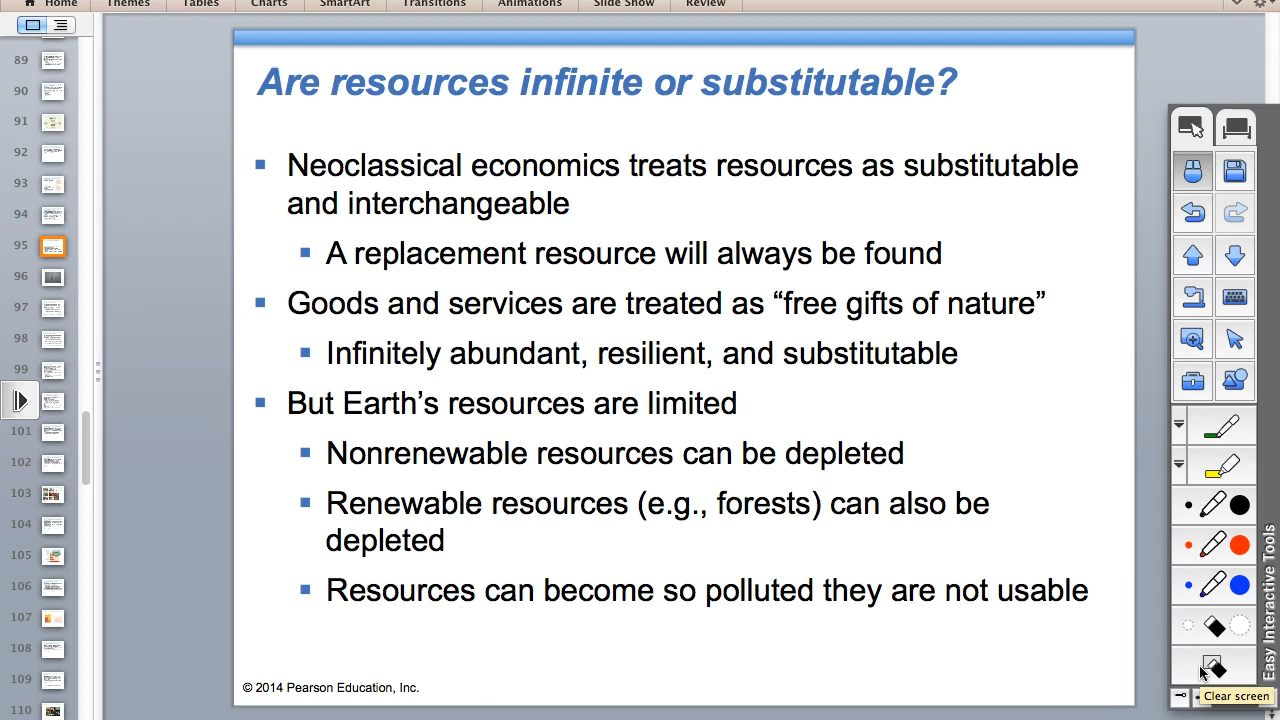 Home Themes Tables Charts SmartArt Transitions Animations Slide Show Review
89
90
91
92
93
94
95
96
97
98
99
101
102
103
104
105
106
107
108
109
110
Are resources infinite or substitutable?
Neoclassical economics treats resources as substitutable
and interchangeable
A replacement resource will always be found
Goods and services are treated as “free gifts of nature”
Infinitely abundant, resilient, and substitutable
But Earth’s resources are limited
Nonrenewable resources can be depleted
Renewable resources (e.g., forests) can also be
depleted
Resources can become so polluted they are not usable
© 2014 Pearson Education, Inc.
Easy Interactive Tools
Clear screen